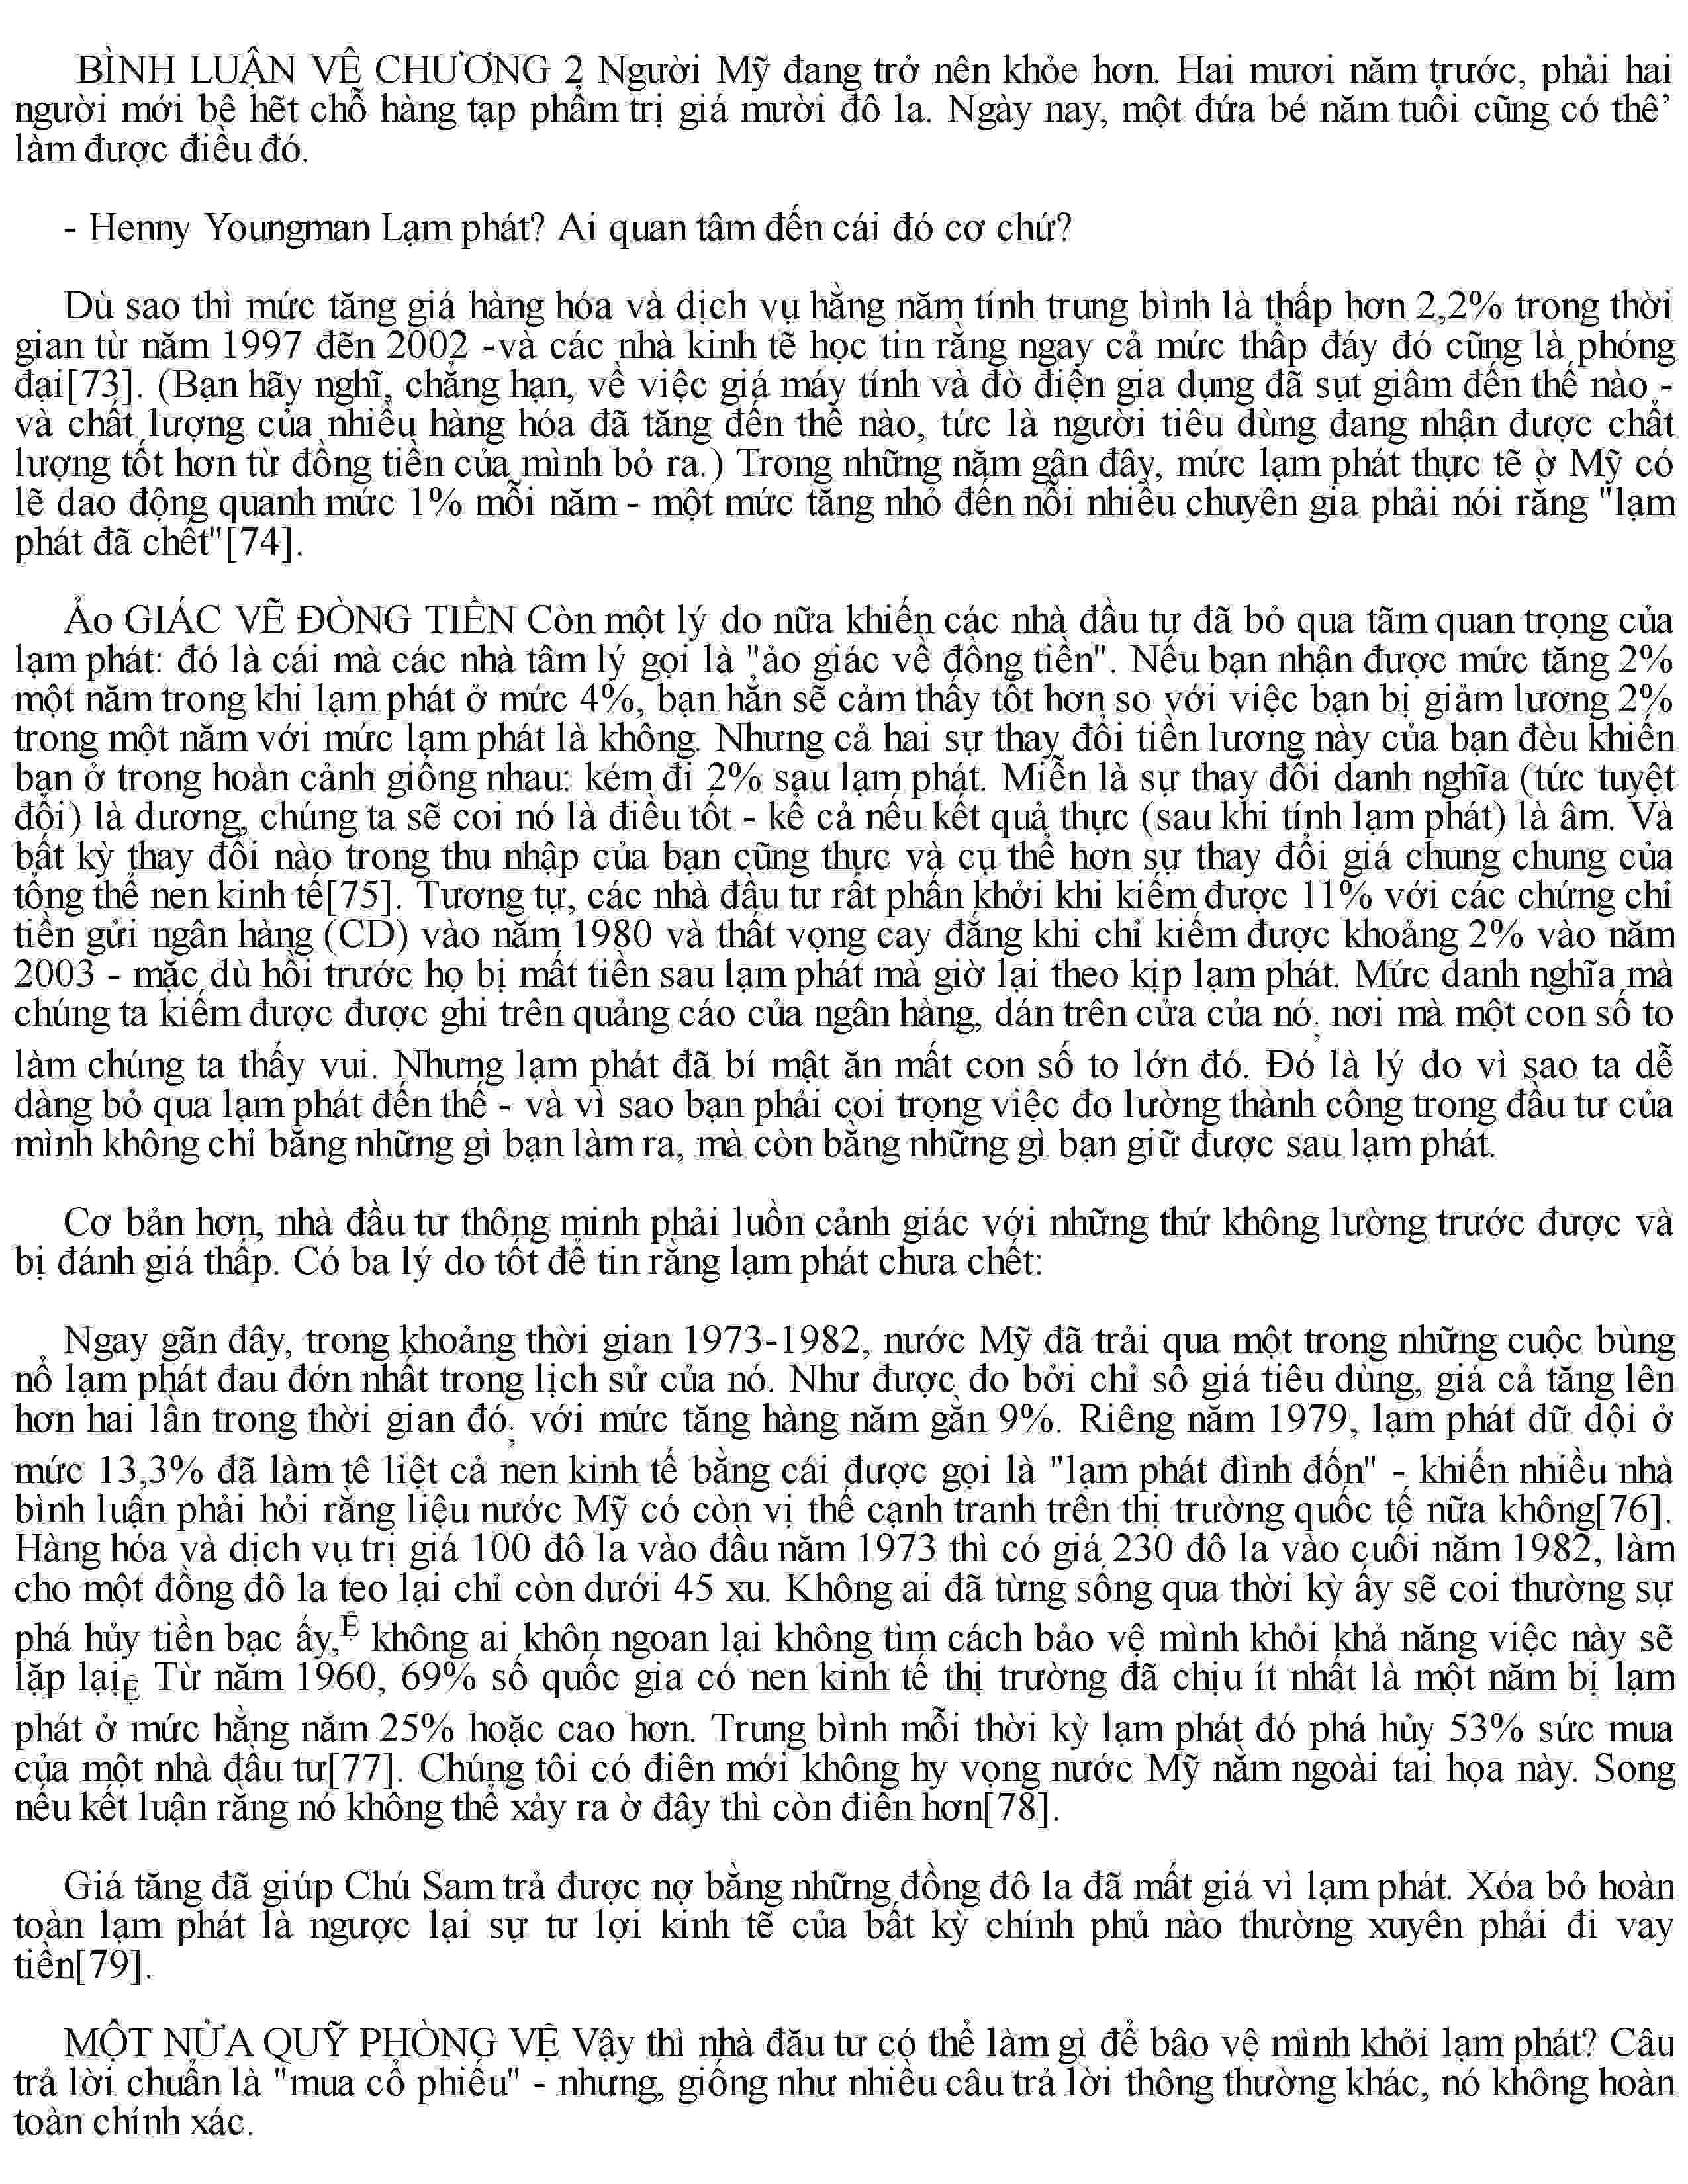 BÌNH LUẬN VÊ CHƯƠNG 2 Người Mỹ đang trở nên khỏe hơn. Hai mươi năm trước, phải hai
người mới bê hẽt chỗ hàng tạp phẩm trị giá mười đô la. Ngày nay, một đứa bé năm tuổi cũng có thê’
làm được điều đó.
- Henny Youngman Lạm phát? Ai quan tâm đến cái đó cơ chứ?
Dù sao thì mức tăng giá hàng hóa và dịch vụ hằng năm tính trung bình là thấp hơn 2,2% trong thời
gian từ năm 1997 đẽn 2002 -và các nhà kinh tẽ học tin rằng ngay cả mức thấp đáy đó cũng là phóng
đại[73]. (Bạn hãy nghĩ, chẳng hạn, về việc giá máy tính và đò điện gia dụng đã sụt giâm đến thế nào -
và chất lượng của nhiều hàng hóa đã tăng đến thế nào, tức là người tiêu dùng đang nhận được chất
lượng tốt hơn từ đồng tiền của mình bỏ ra.) Trong những năm gần đây, mức lạm phát thực tẽ ờ Mỹ có
lẽ dao động quanh mức 1% mỗi năm - một mức tăng nhỏ đến nỗi nhiều chuyên gia phải nói rằng "lạm
phát đã chết"[74].
Ảo GIÁC VẼ ĐÒNG TIỀN Còn một lý do nữa khiến các nhà đầu tư đã bỏ qua tãm quan trọng của
lạm phát: đó là cái mà các nhà tâm lý gọi là "ảo giác về đồng tiền". Nếu bạn nhận được mức tăng 2%
một năm trong khi lạm phát ở mức 4%, bạn hẳn sẽ cảm thấy tốt hơn so với việc bạn bị giảm lương 2%
trong một năm với mức lạm phát là không. Nhưng cả hai sự thay đổi tiền lương này của bạn đèu khiến
bạn ở trong hoàn cảnh giống nhau: kém đi 2% sau lạm phát. Miễn là sự thay đổi danh nghĩa (tức tuyệt
đối) là dương, chúng ta sẽ coi nó là điều tốt - kể cả nếu kết quả thực (sau khi tính lạm phát) là âm. Và
bất kỳ thay đổi nào trong thu nhập của bạn cũng thực và cụ thể hơn sự thay đổi giá chung chung của
tổng thể nen kinh tế[75]. Tương tự, các nhà đầu tư rất phấn khởi khi kiếm được 11% với các chứng chỉ
tiền gửi ngân hàng (CD) vào năm 1980 và thất vọng cay đắng khi chỉ kiếm được khoảng 2% vào năm
2003 - mặc dù hồi trước họ bị mất tiền sau lạm phát mà giờ lại theo kịp lạm phát. Mức danh nghĩa mà
chúng ta kiếm được được ghi trên quảng cáo của ngân hàng, dán trên cửa của nó; nơi mà một con số to
làm chúng ta thấy vui. Nhưng lạm phát đã bí mật ăn mất con số to lớn đó. Đó là lý do vì sao ta dễ
dàng bỏ qua lạm phát đến thế - và vì sao bạn phải coi trọng việc đo lường thành công trong đầu tư của
mình không chỉ bằng những gì bạn làm ra, mà còn bằng những gì bạn giữ được sau lạm phát.
Cơ bản hơn, nhà đầu tư thông minh phải luồn cảnh giác với những thứ không lường trước được và
bị đánh giá thấp. Có ba lý do tốt để tin rằng lạm phát chưa chết:
Ngay gãn đây, trong khoảng thời gian 1973-1982, nước Mỹ đã trải qua một trong những cuộc bùng
nổ lạm phát đau đớn nhất trong lịch sử của nó. Như được đo bởi chỉ số giá tiêu dùng, giá cả tăng lên
hơn hai lần trong thời gian đó; với mức tăng hàng năm gằn 9%. Riêng năm 1979, lạm phát dữ dội ở
mức 13,3% đã làm tê liệt cả nen kinh tế bằng cái được gọi là "lạm phát đình đốn" - khiến nhiều nhà
bình luận phải hỏi rằng liệu nước Mỹ có còn vị thế cạnh tranh trên thị trường quốc tế nữa không[76].
Hàng hóa và dịch vụ trị giá 100 đô la vào đầu năm 1973 thì có giá 230 đô la vào cuối năm 1982, làm
cho một đồng đô la teo lại chỉ còn dưới 45 xu. Không ai đã từng sống qua thời kỳ ấy sẽ coi thường sự
phá hủy tiền bạc ấy,Ệ không ai khôn ngoan lại không tìm cách bảo vệ mình khỏi khả năng việc này sẽ
lặp lại Ệ Từ năm 1960, 69% số quốc gia có nen kinh tế thị trường đã chịu ít nhất là một năm bị lạm
phát ở mức hằng năm 25% hoặc cao hơn. Trung bình mỗi thời kỳ lạm phát đó phá hủy 53% sức mua
của một nhà đầu tư[77]. Chúng tôi có điên mới không hy vọng nước Mỹ nằm ngoài tai họa này. Song
nếu kết luận rằng nó không thể xảy ra ờ đây thì còn điên hơn[78].
Giá tăng đã giúp Chú Sam trả được nợ bằng những đồng đô la đã mất giá vì lạm phát. Xóa bỏ hoàn
toàn lạm phát là ngược lại sự tư lợi kinh tẽ của bất kỳ chính phủ nào thường xuyên phải đi vay
tiền[79].
MỘT NỬA QUỸ PHÒNG VỆ Vậy thì nhà đău tư có thể làm gì để bâo vệ mình khỏi lạm phát? Câu
trả lời chuẩn là "mua cổ phiếu" - nhưng, giống như nhiều câu trả lời thông thường khác, nó không hoàn
toàn chính xác.